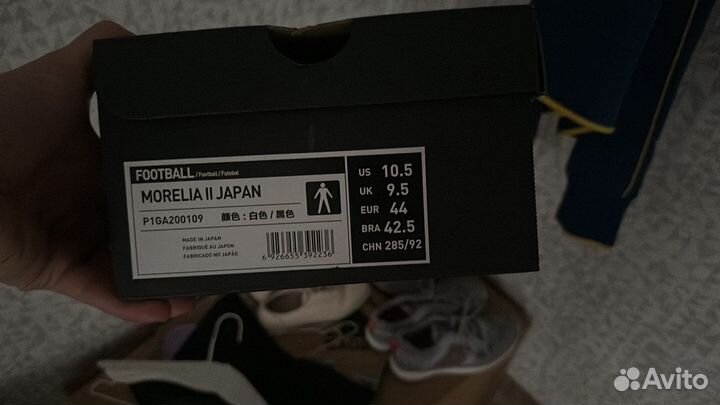 FOOTBALL / Football / Futebol
MORELIA II JAPAN
P1GA200109 颜色：白色 / 黑色
MADE IN JAPAN
FABRIQUÉ AU JAPON
FABRICADO NO JAPÃO
6 926655 392236
US 10.5
UK 9.5
EUR 44
BRA 42.5
CHN 285/92
Avito